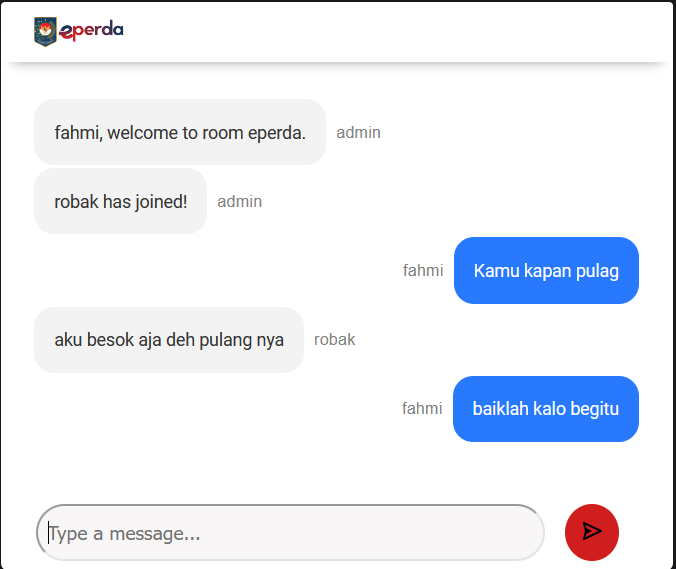 eperda
fahmi, welcome to room eperda. admin
robak has joined! admin
fahmi Kamu kapan pulag
aku besok aja deh pulang nya robak
fahmi baiklah kalo begitu
Type a message...